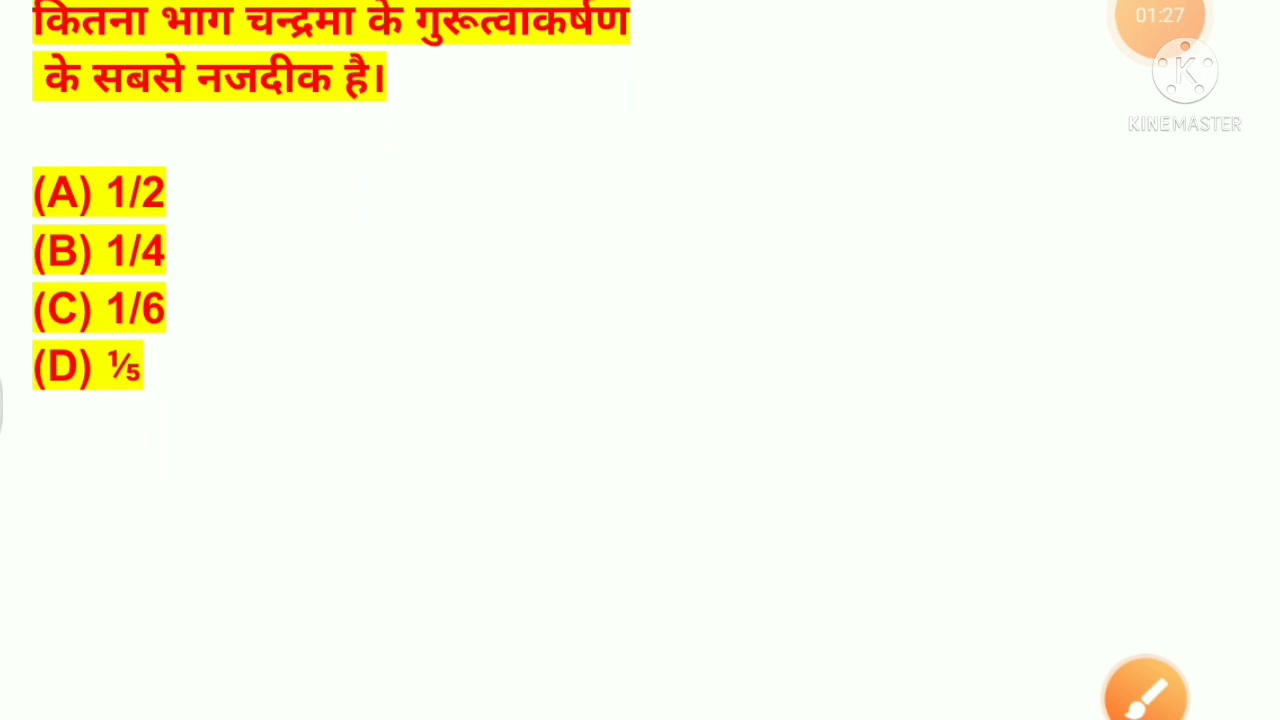 कितना भाग चन्द्रमा के गुरूत्वाकर्षण
01:27
के सबसे नजदीक है।
KINEMASTER
(A) 1/2
(B) 1/4
(C) 1/6
(D) ⅕